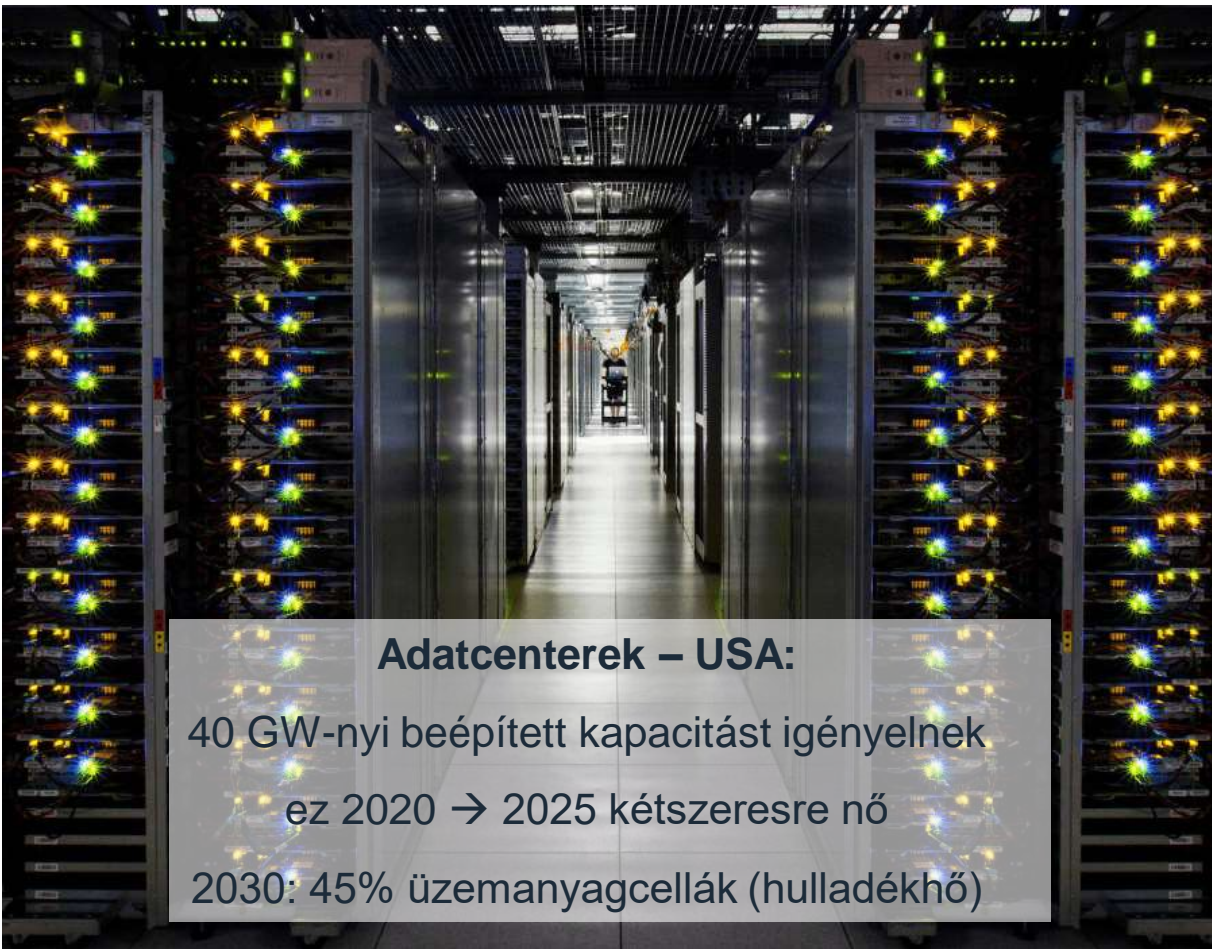 Adatcenterek – USA:
40 GW-nyi beépített kapacitást igényelnek
ez 2020 → 2025 kétszeresre nő
2030: 45% üzemanyagcellák (hulladékhő)